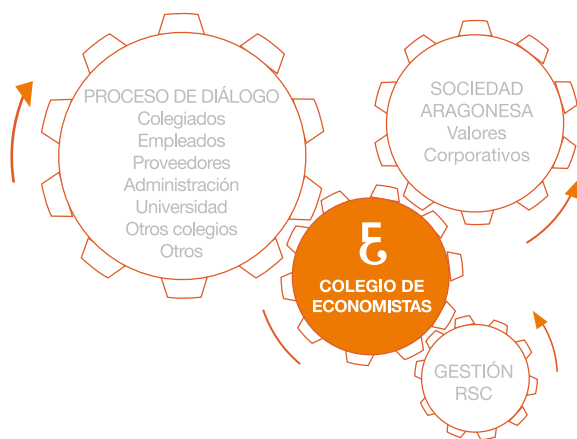 PROCESO DE DIÁLOGO
Colegiados
Empleados
Proveedores
Administración
Universidad
Otros colegios
Otros
SOCIEDAD
ARAGONESA
Valores
Corporativos
COLEGIO DE
ECONOMISTAS
GESTIÓN
RSC